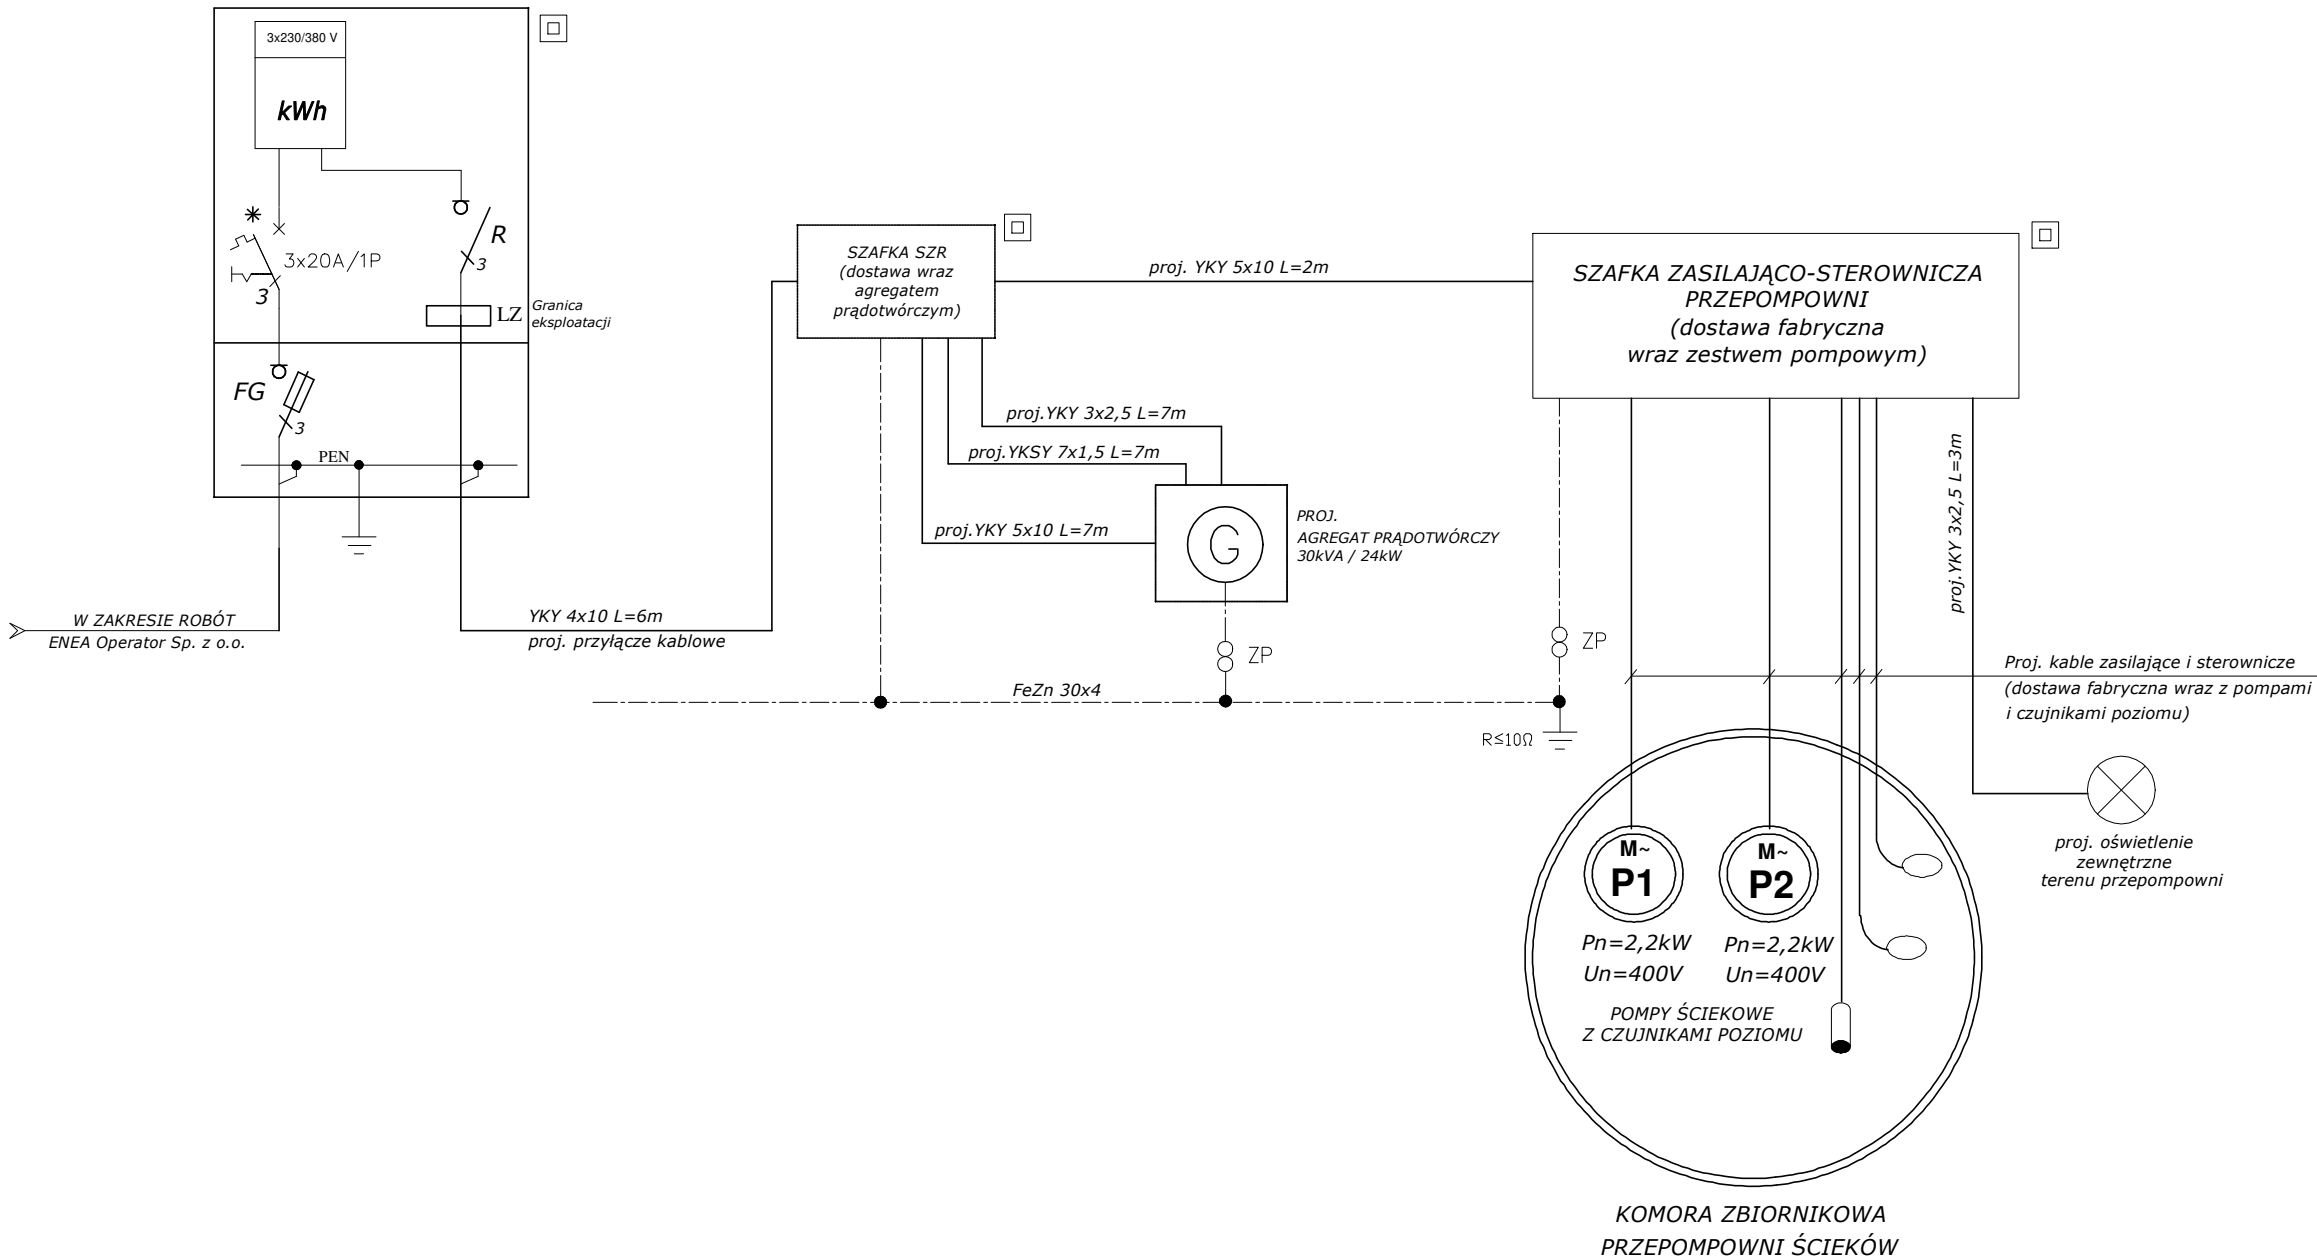 3x230/380 V
kWh
3x20A/1P
3
R
3
LZ
Granica
eksploatacji
FG
3
PEN
W ZAKRESIE ROBÓT
ENEA Operator Sp. z o.o.
YKY 4x10 L=6m
proj. przyłącze kablowe
SZAFKA SZR
(dostawa wraz
agregatem
prądotwórczym)
proj. YKY 5x10 L=2m
proj.YKY 3x2,5 L=7m
proj.YKSY 7x1,5 L=7m
proj.YKY 5x10 L=7m
G
PROJ.
AGREGAT PRĄDOTWÓRCZY
30kVA / 24kW
ZP
FeZn 30x4
SZAFKA ZASILAJĄCO-STEROWNICZA
PRZEPOMPOWNI
(dostawa fabryczna
wraz zestwem pompowym)
ZP
R≤10Ω
proj.YKY 3x2,5 L=3m
Proj. kable zasilające i sterownicze
(dostawa fabryczna wraz z pompami
i czujnikami poziomu)
proj. oświetlenie
zewnętrzne
terenu przepompowni
M~
P1
M~
P2
Pn=2,2kW
Un=400V
Pn=2,2kW
Un=400V
POMPY ŚCIEKOWE
Z CZUJNIKAMI POZIOMU
KOMORA ZBIORNIKOWA
PRZEPOMPOWNI ŚCIEKÓW